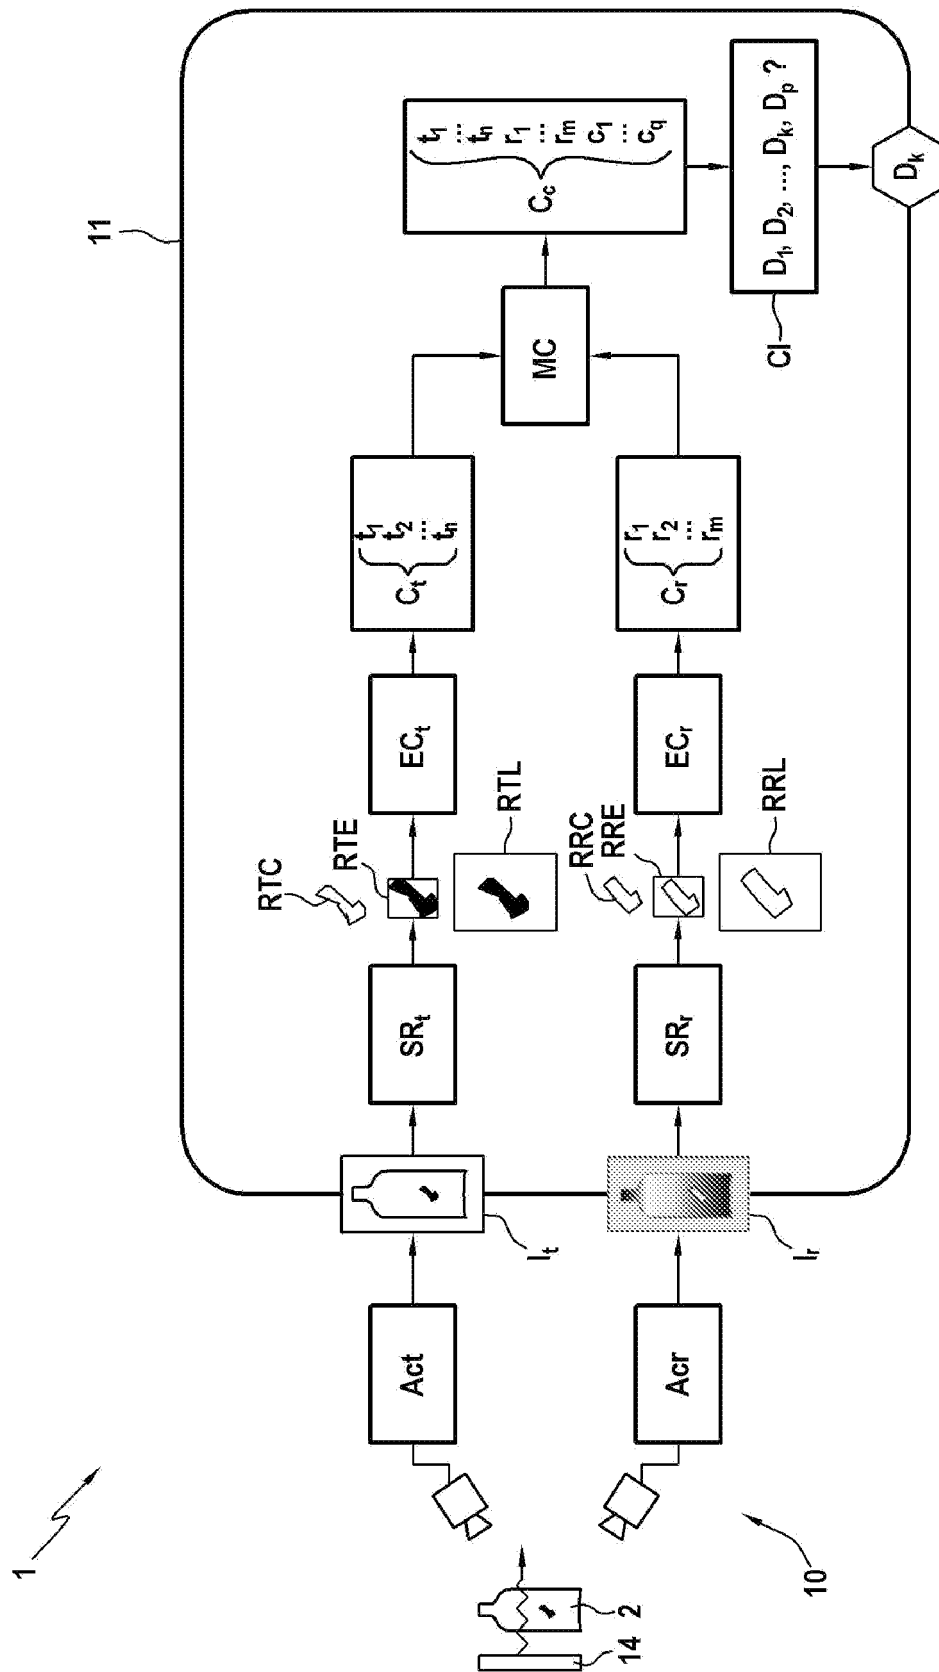 1
11
10
14
2
Act
Acr
It
Ir
SRt
SRr
RTC
RTE
RTL
RRC
RRE
RRL
ECt
ECr
Ct
t1
t2
...
tn
Cr
r1
r2
...
rm
MC
Cc
t1
...
tn
r1
...
rm
c1
...
cq
D1, D2, ..., Dk, Dp ?
CI
Dk